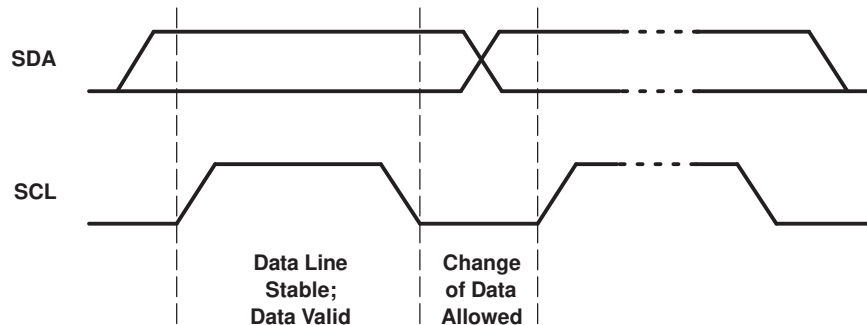 SDA
SCL
Data Line
Stable;
Data Valid
Change
of Data
Allowed